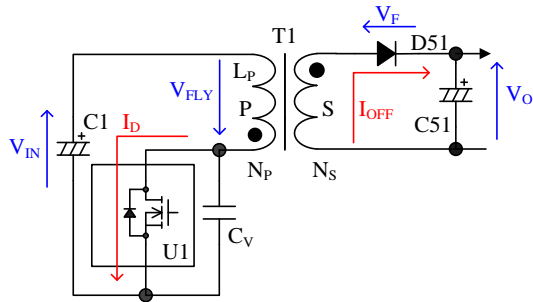 T1
V_F
D51
L_P
V_FLY
P
S
I_OFF
C51
V_O
C1
I_D
V_IN
N_P
N_S
U1
C_V
+
+